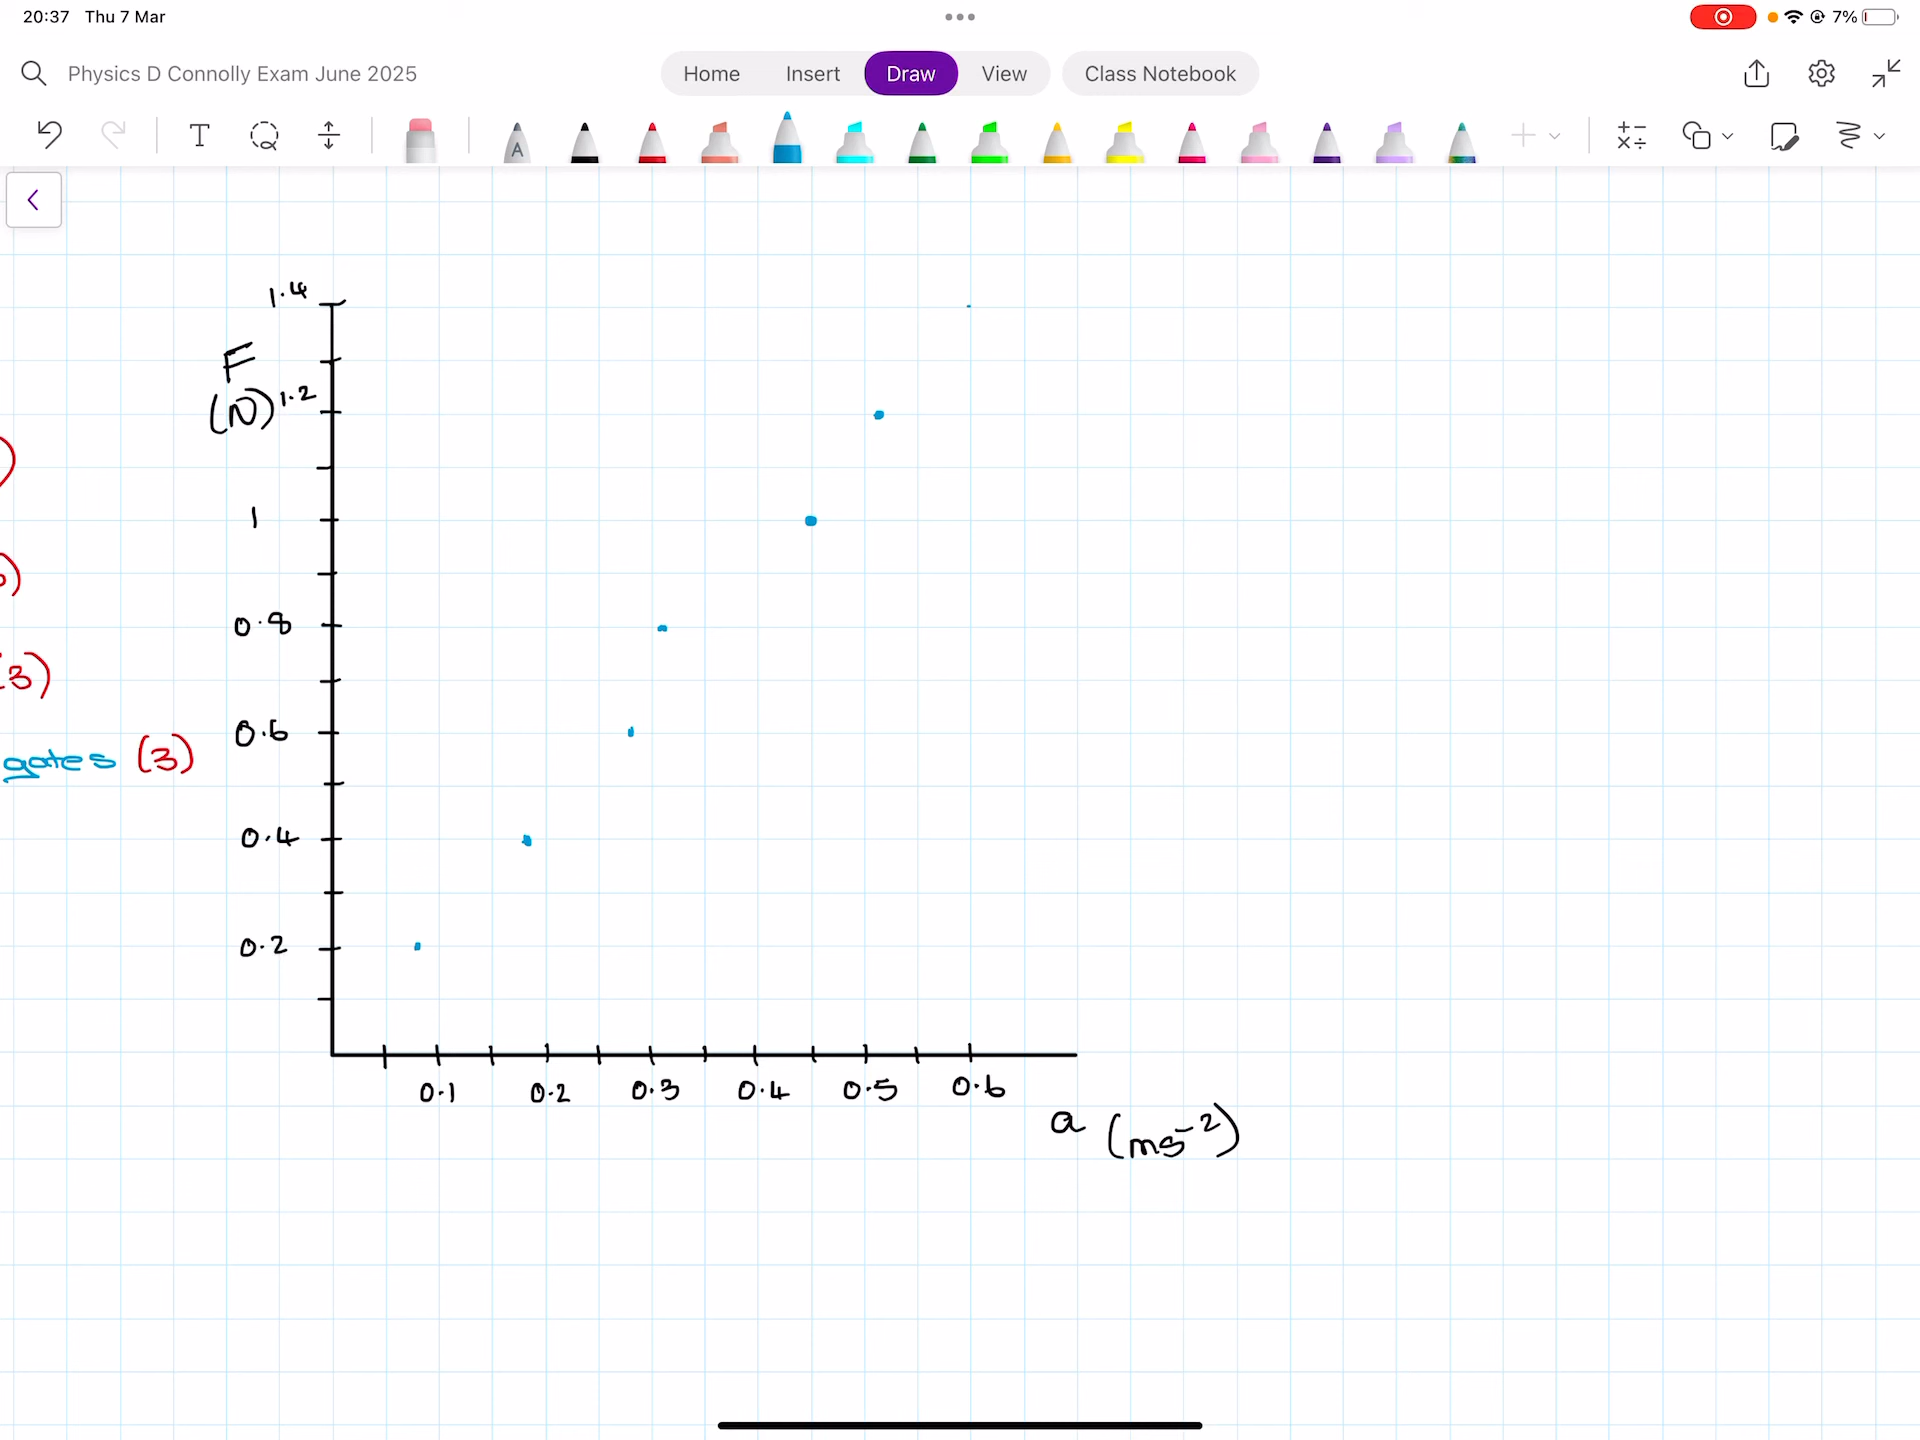 20:37 Thu 7 Mar
7%
Physics D Connolly Exam June 2025
Home Insert Draw View Class Notebook
T
A
1.4
F
(N) 1.2
1
0.8
3)
0.6
gates (3)
0.4
0.2
0.1 0.2 0.3 0.4 0.5 0.6
a (ms⁻²)